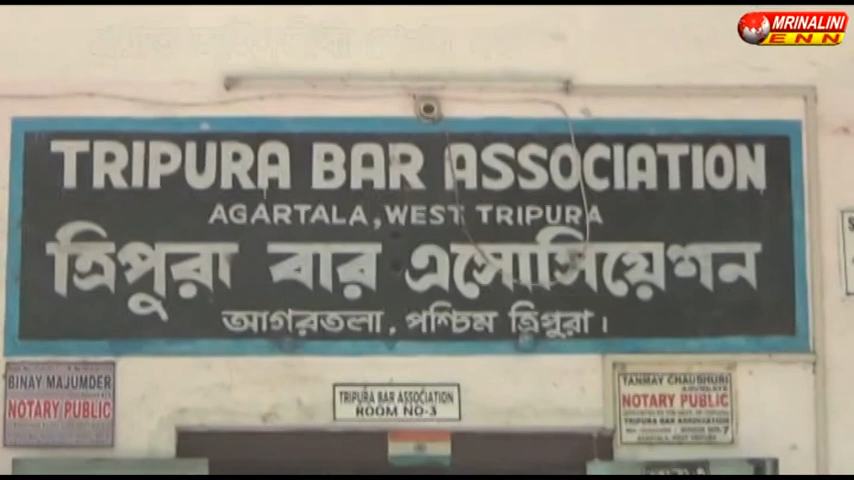 MRINALINI
ENN
TRIPURA BAR ASSOCIATION
AGARTALA, WEST TRIPURA
ত্রিপুরা বার এসোসিয়েশন
আগরতলা, পশ্চিম ত্রিপুরা।
BINAY MAJUMDER
NOTARY PUBLIC
TRIPURA BAR ASSOCIATION
ROOM NO-3
TANMAY CHAUDHURI
ADVOCATE
NOTARY PUBLIC
TRIPURA BAR ASSOCIATION
AGARTALA, WEST TRIPURA